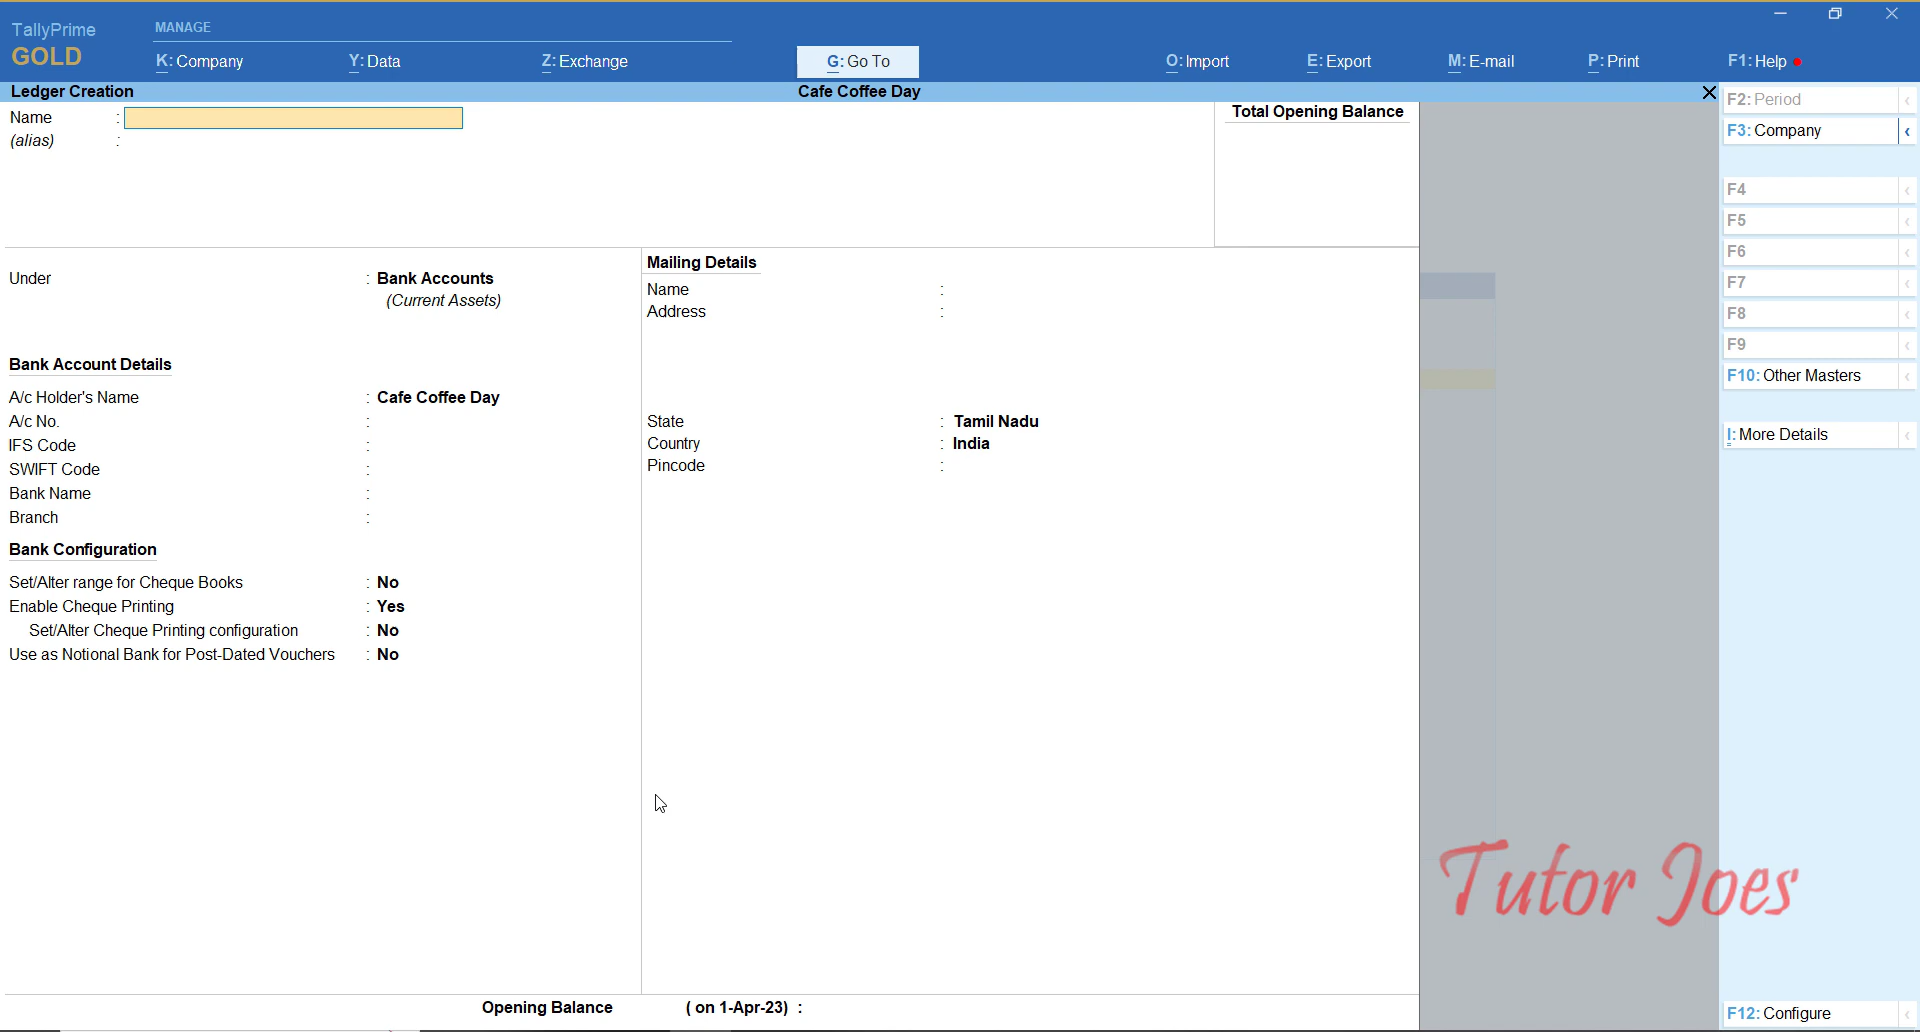 TallyPrime
GOLD
MANAGE
K: Company
Y: Data
Z: Exchange
G: Go To
O: Import
E: Export
M: E-mail
P: Print
F1: Help
Ledger Creation
Cafe Coffee Day
Name :
(alias) :
Total Opening Balance
Under : Bank Accounts
(Current Assets)
Bank Account Details
A/c Holder's Name : Cafe Coffee Day
A/c No. :
IFS Code :
SWIFT Code :
Bank Name :
Branch :
Bank Configuration
Set/Alter range for Cheque Books : No
Enable Cheque Printing : Yes
Set/Alter Cheque Printing configuration : No
Use as Notional Bank for Post-Dated Vouchers : No
Mailing Details
Name :
Address :
State : Tamil Nadu
Country : India
Pincode :
Opening Balance ( on 1-Apr-23) :
F2: Period
F3: Company
F4
F5
F6
F7
F8
F9
F10: Other Masters
I: More Details
Tutor Joes
F12: Configure